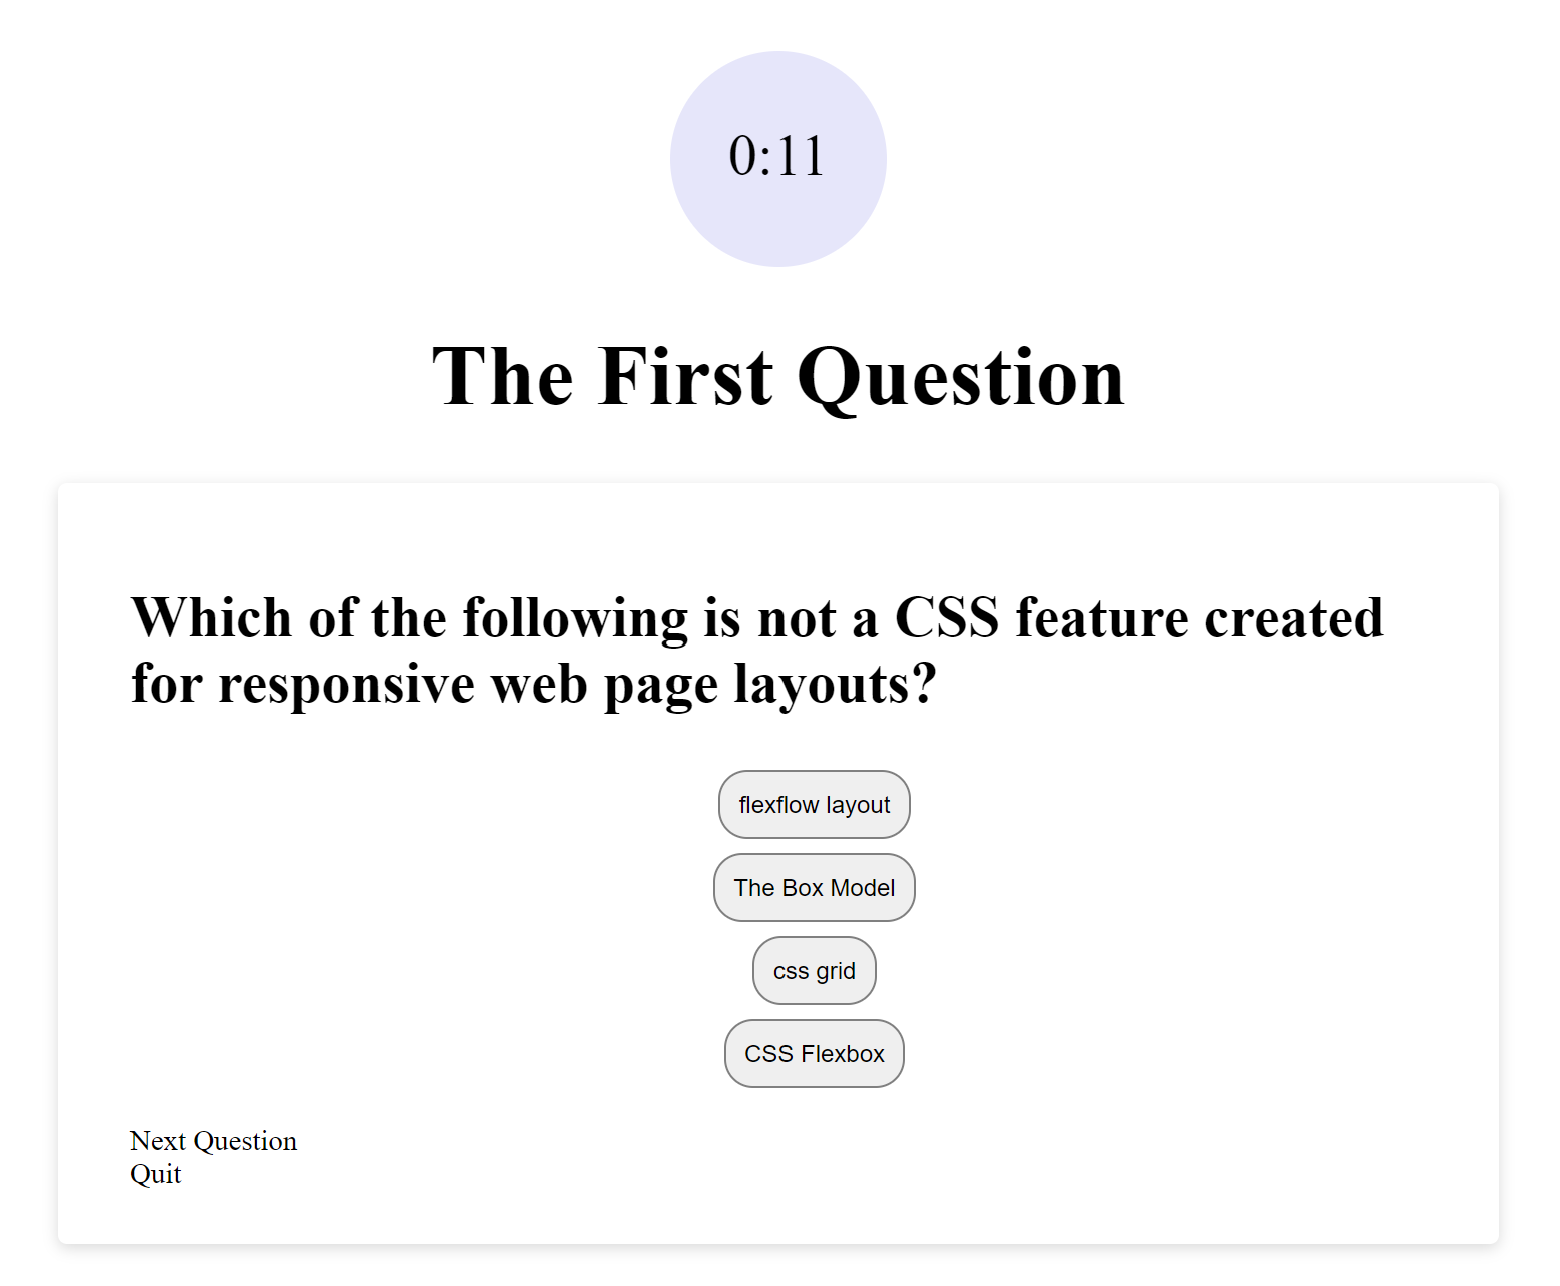 0:11
The First Question
Which of the following is not a CSS feature created
for responsive web page layouts?
flexflow layout
The Box Model
css grid
CSS Flexbox
Next Question
Quit